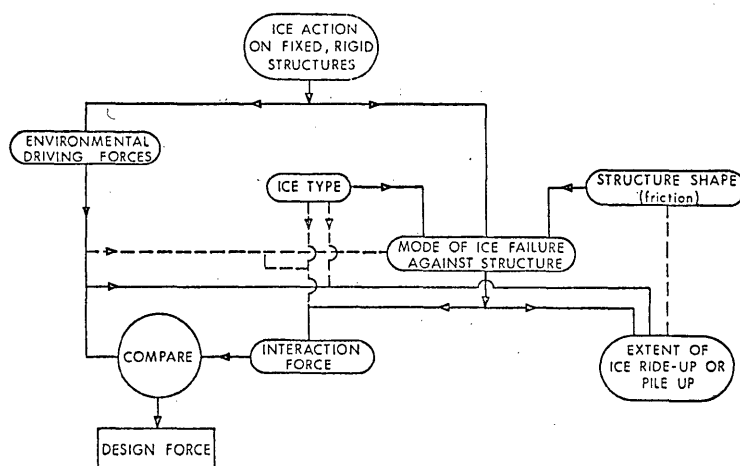 ICE ACTION
ON FIXED, RIGID
STRUCTURES
ENVIRONMENTAL
DRIVING FORCES
ICE TYPE
STRUCTURE SHAPE
(friction)
MODE OF ICE FAILURE
AGAINST STRUCTURE
COMPARE
INTERACTION
FORCE
EXTENT OF
ICE RIDE-UP OR
PILE UP
DESIGN FORCE